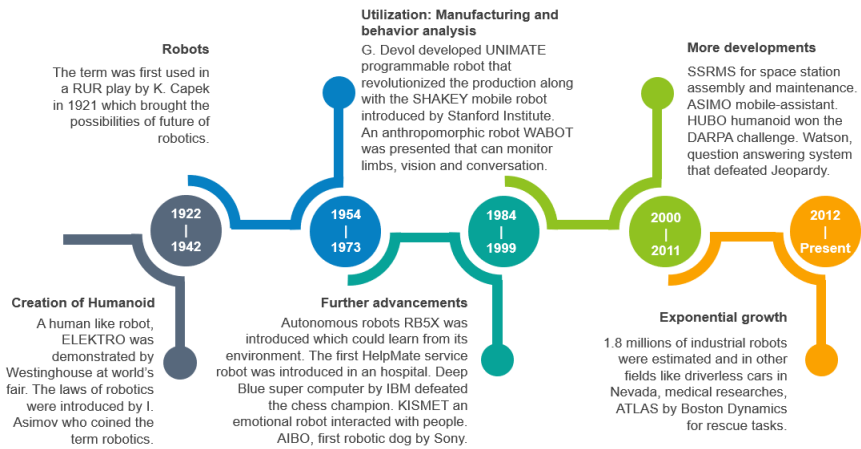 Robots
The term was first used in
a RUR play by K. Capek
in 1921 which brought the
possibilities of future of
robotics.
Utilization: Manufacturing and
behavior analysis
G. Devol developed UNIMATE
programmable robot that
revolutionized the production along
with the SHAKEY mobile robot
introduced by Stanford Institute.
An anthropomorphic robot WABOT
was presented that can monitor
limbs, vision and conversation.
More developments
SSRMS for space station
assembly and maintenance.
ASIMO mobile-assistant.
HUBO humanoid won the
DARPA challenge. Watson,
question answering system
that defeated Jeopardy.
1922
|
1942
1954
|
1973
1984
|
1999
2000
|
2011
2012
|
Present
Creation of Humanoid
A human like robot,
ELEKTRO was
demonstrated by
Westinghouse at world's
fair. The laws of robotics
were introduced by I.
Asimov who coined the
term robotics.
Further advancements
Autonomous robots RB5X was
introduced which could learn from its
environment. The first HelpMate service
robot was introduced in an hospital. Deep
Blue super computer by IBM defeated
the chess champion. KISMET an
emotional robot interacted with people.
AIBO, first robotic dog by Sony.
Exponential growth
1.8 millions of industrial robots
were estimated and in other
fields like driverless cars in
Nevada, medical researches,
ATLAS by Boston Dynamics
for rescue tasks.